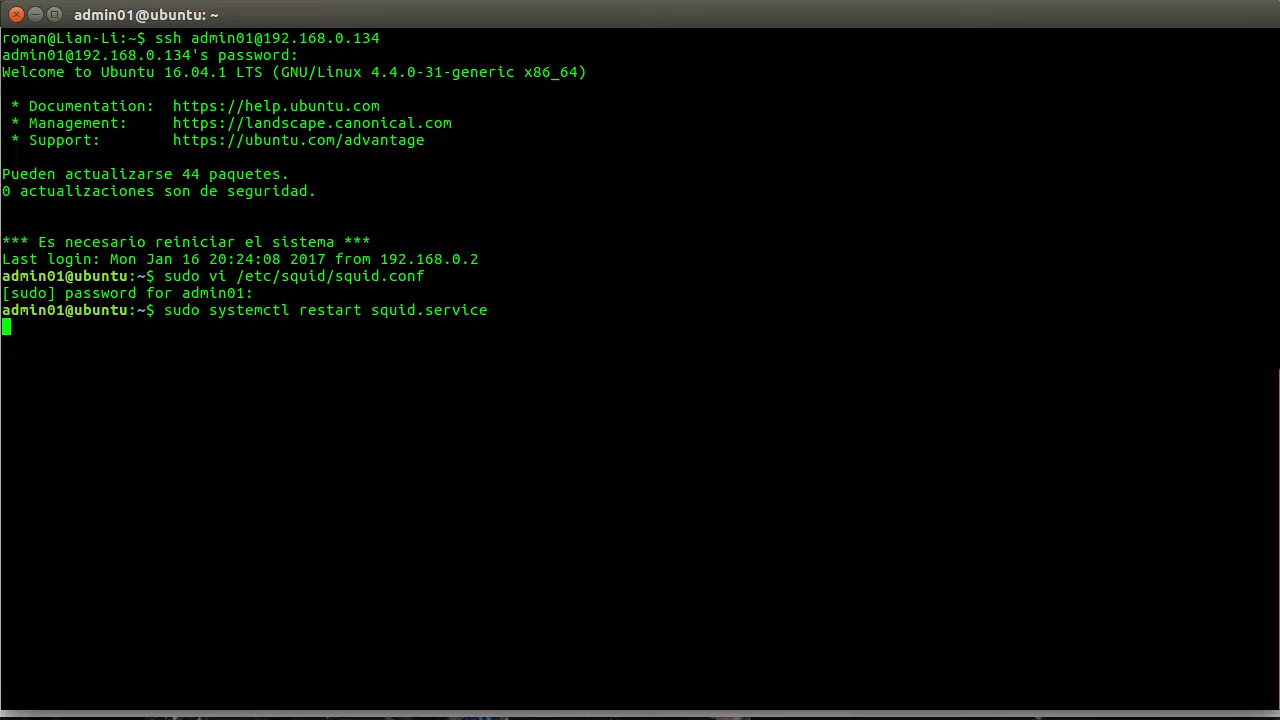 admin01@ubuntu: ~
roman@Lian-Li:~$ ssh admin01@192.168.0.134
admin01@192.168.0.134's password:
Welcome to Ubuntu 16.04.1 LTS (GNU/Linux 4.4.0-31-generic x86_64)
* Documentation:  https://help.ubuntu.com
* Management:     https://landscape.canonical.com
* Support:        https://ubuntu.com/advantage
Pueden actualizarse 44 paquetes.
0 actualizaciones son de seguridad.
*** Es necesario reiniciar el sistema ***
Last login: Mon Jan 16 20:24:08 2017 from 192.168.0.2
admin01@ubuntu:~$ sudo vi /etc/squid/squid.conf
[sudo] password for admin01:
admin01@ubuntu:~$ sudo systemctl restart squid.service